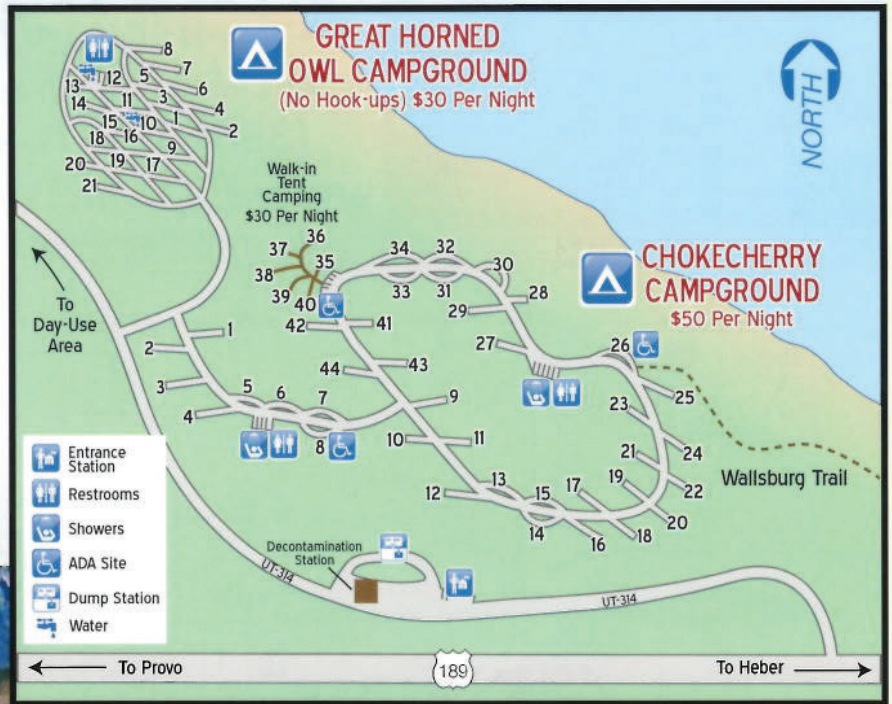 GREAT HORNED
OWL CAMPGROUND
(No Hook-ups) $30 Per Night
NORTH
8
7
6
5
4
3
2
1
12
13
11
14
10
15
16
18
9
20
19
17
21
Walk-in
Tent
Camping
$30 Per Night
36
37
35
38
39
40
34
32
33
31
30
28
29
CHOKECHERRY
CAMPGROUND
$50 Per Night
To
Day-Use
Area
1
2
3
4
5
6
7
8
42
41
44
43
9
10
11
27
26
25
23
24
21
22
19
20
17
18
16
15
14
13
12
Wallsburg Trail
Entrance
Station
Restrooms
Showers
ADA Site
Dump Station
Water
Decontamination
Station
UT-314
UT-314
To Provo
189
To Heber